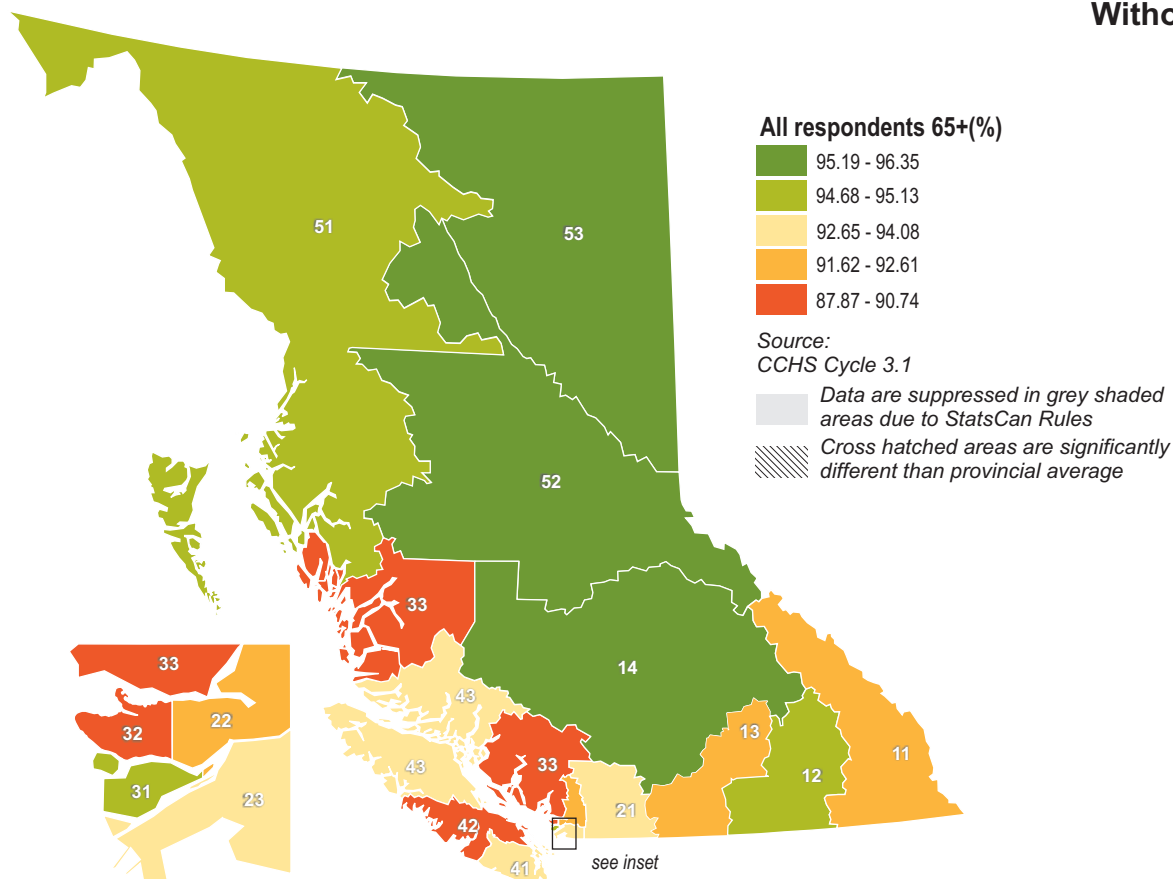 Witho
All respondents 65+(%)
95.19 - 96.35
94.68 - 95.13
92.65 - 94.08
91.62 - 92.61
87.87 - 90.74
Source:
CCHS Cycle 3.1
Data are suppressed in grey shaded
areas due to StatsCan Rules
Cross hatched areas are significantly
different than provincial average
51
53
52
33
14
43
13
11
43
33
12
21
42
41
see inset
33
32
22
31
23